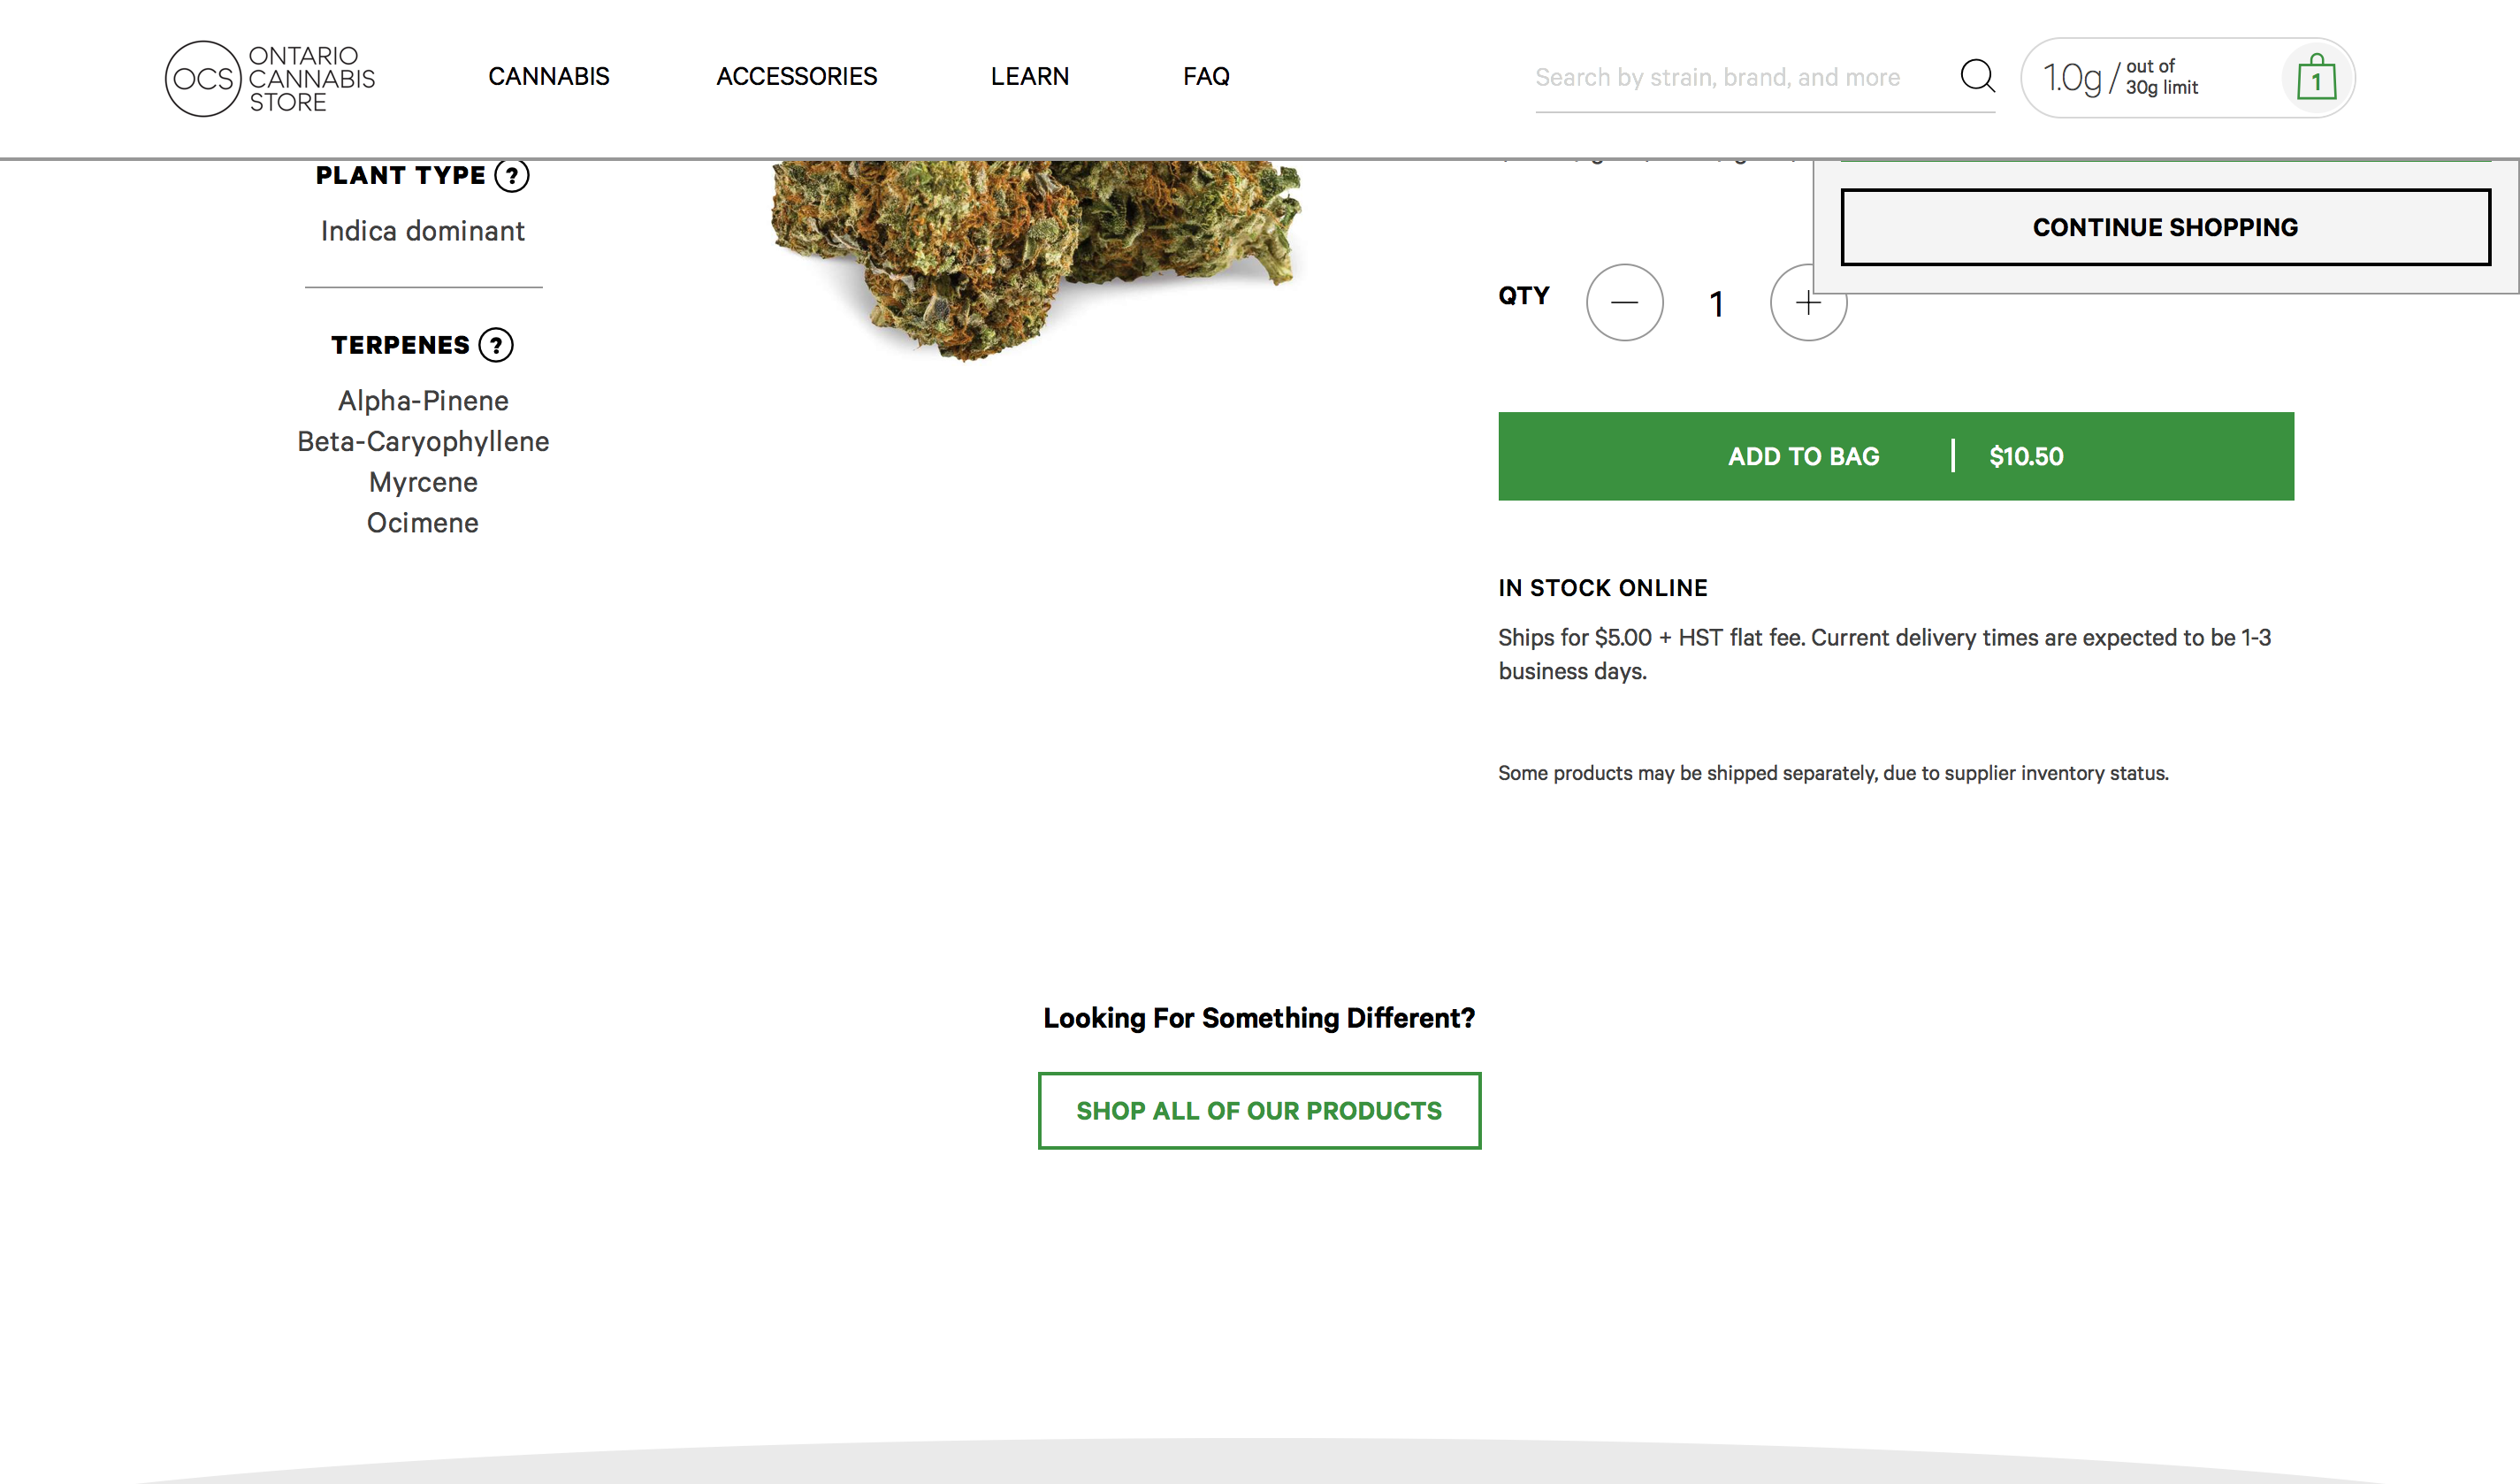 OCS ONTARIO
CANNABIS
STORE
CANNABIS
ACCESSORIES
LEARN
FAQ
Search by strain, brand, and more
1.0g / out of
30g limit
1
PLANT TYPE ?
Indica dominant
TERPENES ?
Alpha-Pinene
Beta-Caryophyllene
Myrcene
Ocimene
CONTINUE SHOPPING
QTY — 1 +
ADD TO BAG | $10.50
IN STOCK ONLINE
Ships for $5.00 + HST flat fee. Current delivery times are expected to be 1-3
business days.
Some products may be shipped separately, due to supplier inventory status.
Looking For Something Different?
SHOP ALL OF OUR PRODUCTS